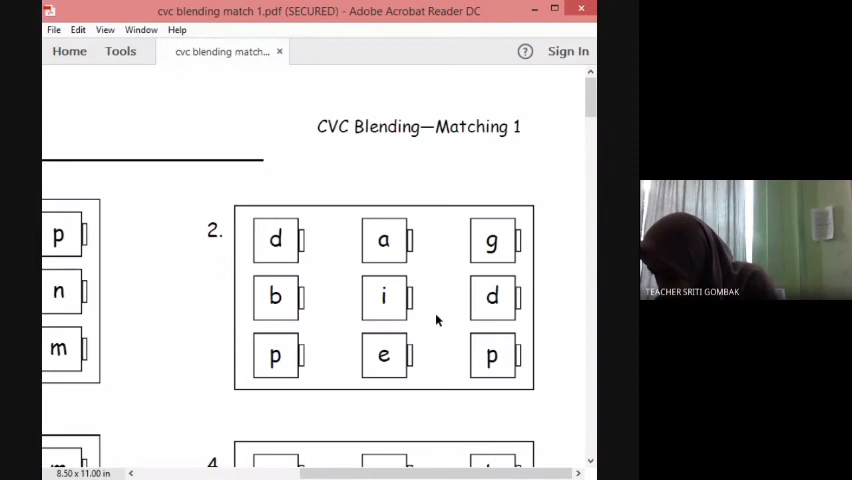 cvc blending match 1.pdf (SECURED) - Adobe Acrobat Reader DC
File Edit View Window Help
Home Tools cvc blending match... × ? Sign In
CVC Blending—Matching 1
p
n
m
2.
d a g
b i d
p e p
4
8.50 x 11.00 in
TEACHER SRITI GOMBAK